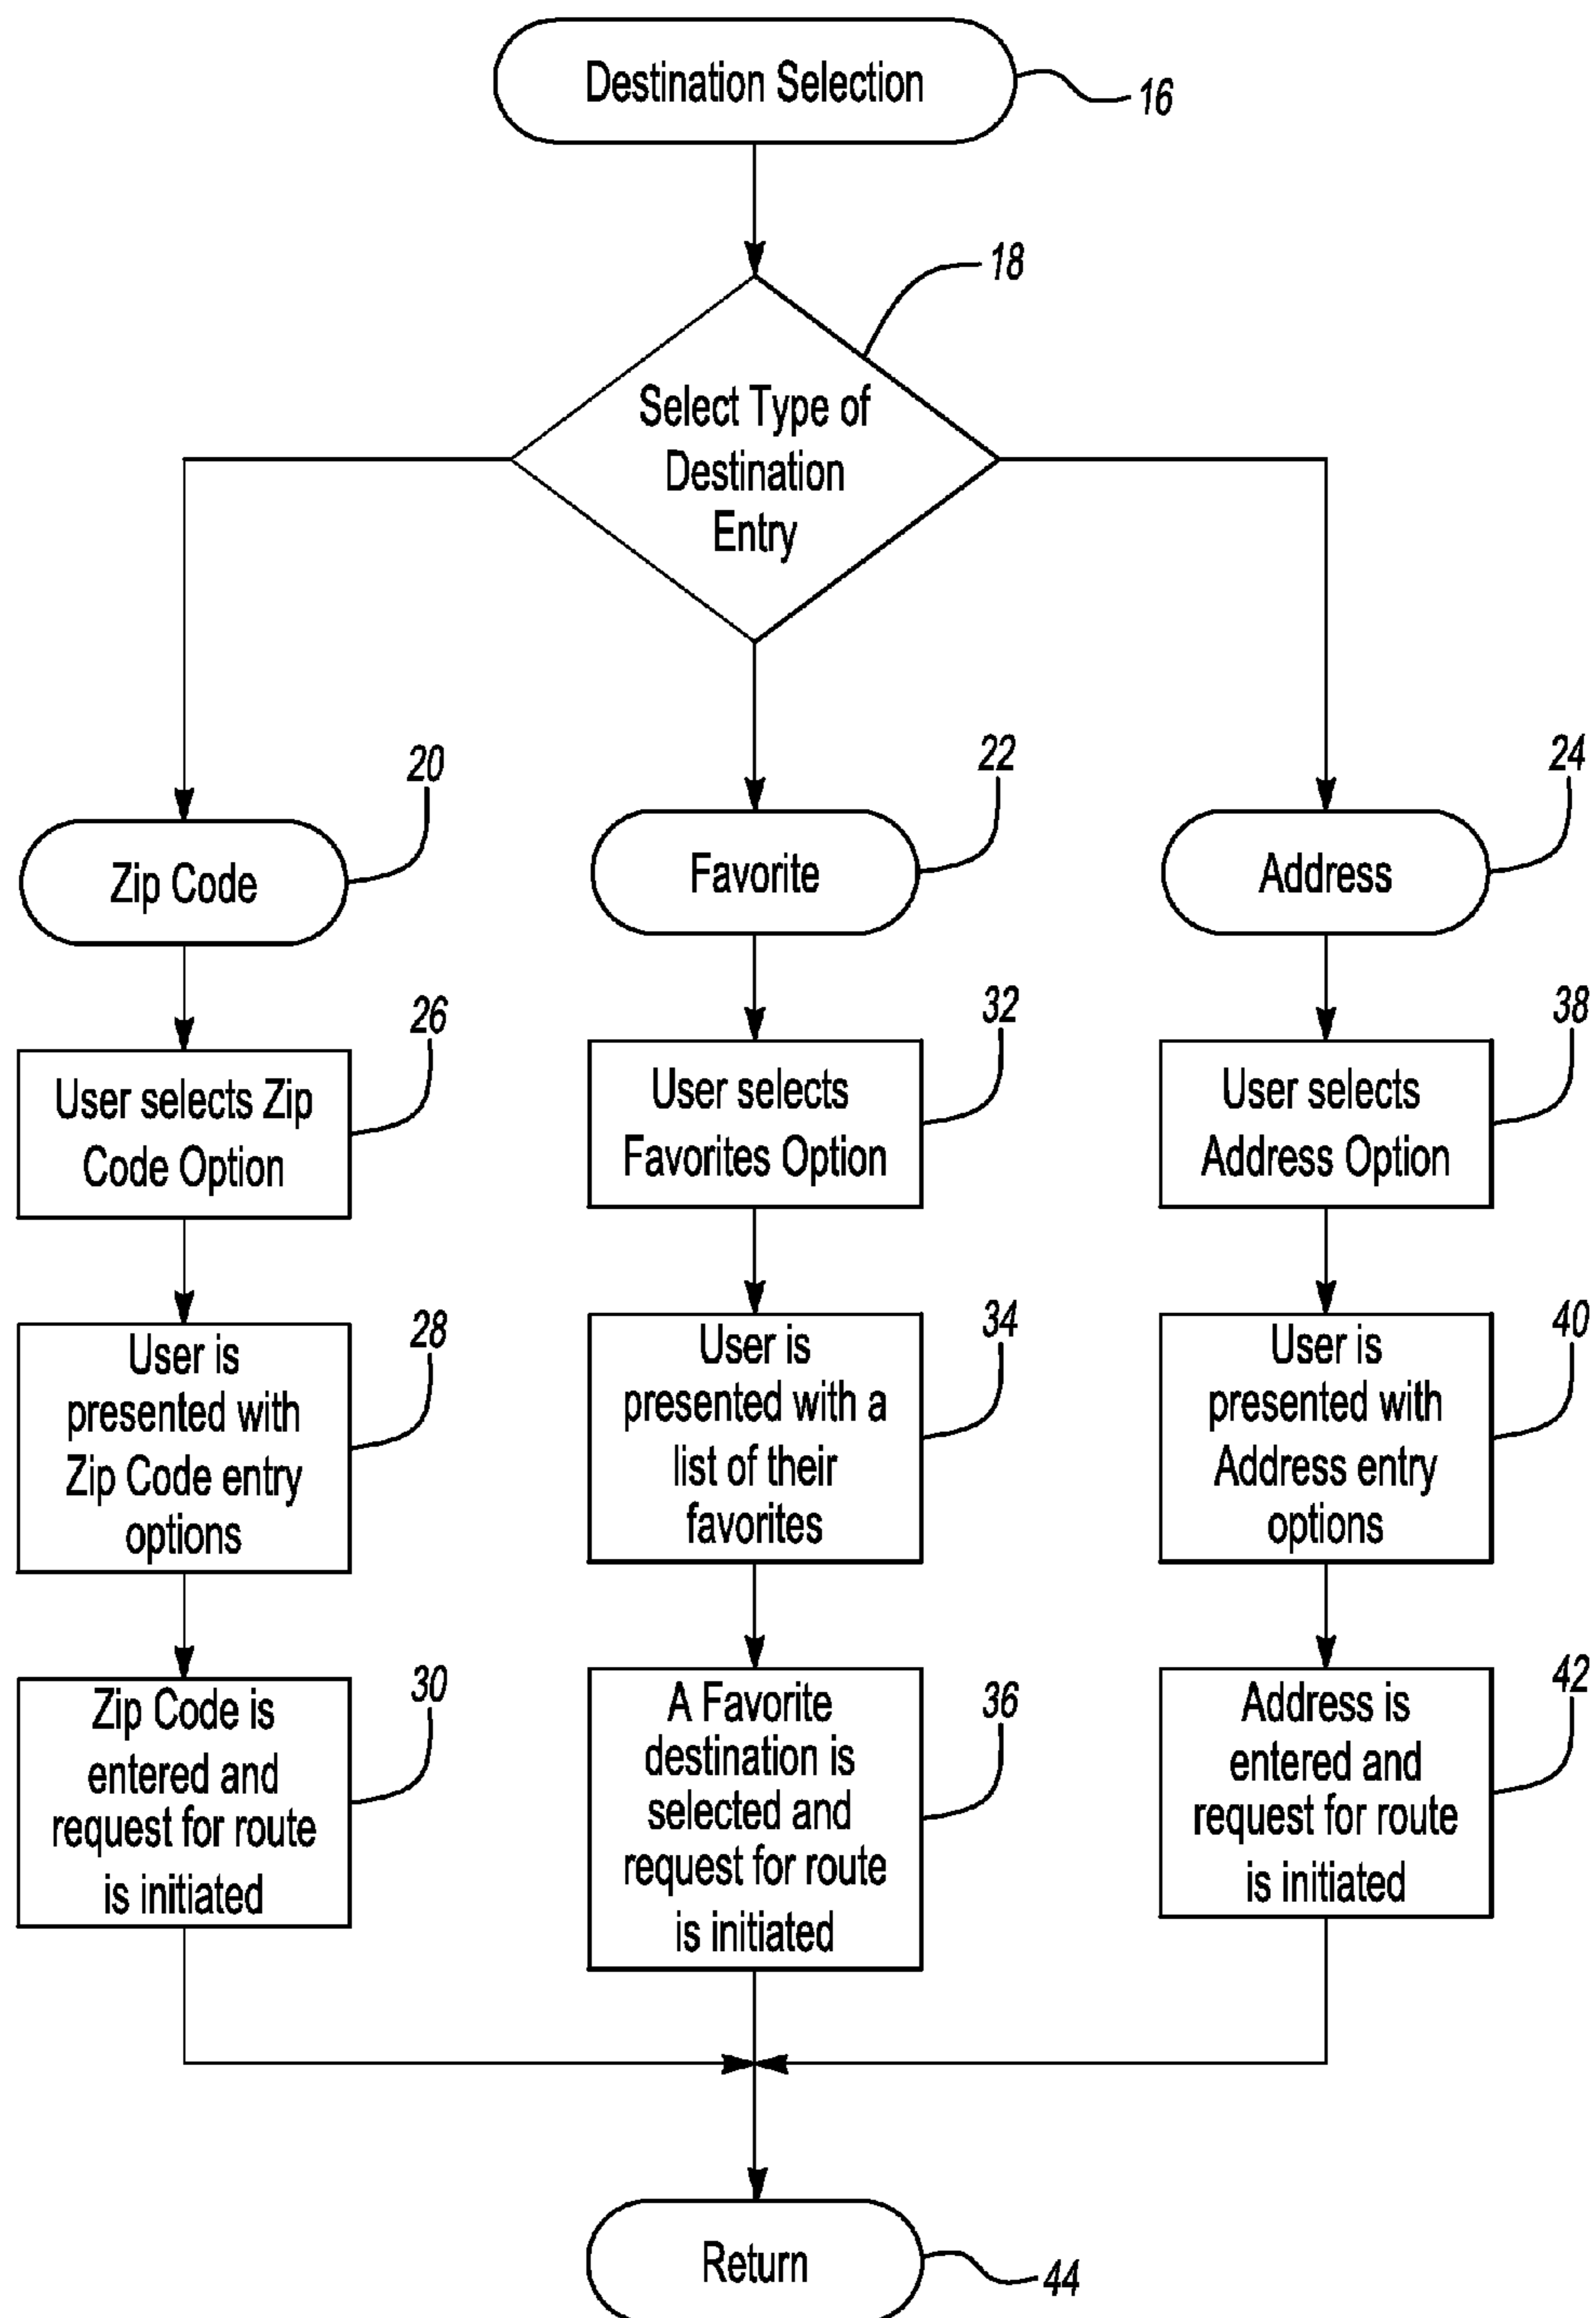 Destination Selection
16
18
Select Type of
Destination
Entry
20
22
24
Zip Code
Favorite
Address
26
32
38
User selects Zip
Code Option
User selects
Favorites Option
User selects
Address Option
28
34
40
User is
presented with
Zip Code entry
options
User is
presented with a
list of their
favorites
User is
presented with
Address entry
options
30
36
42
Zip Code is
entered and
request for route
is initiated
A Favorite
destination is
selected and
request for route
is initiated
Address is
entered and
request for route
is initiated
Return
44